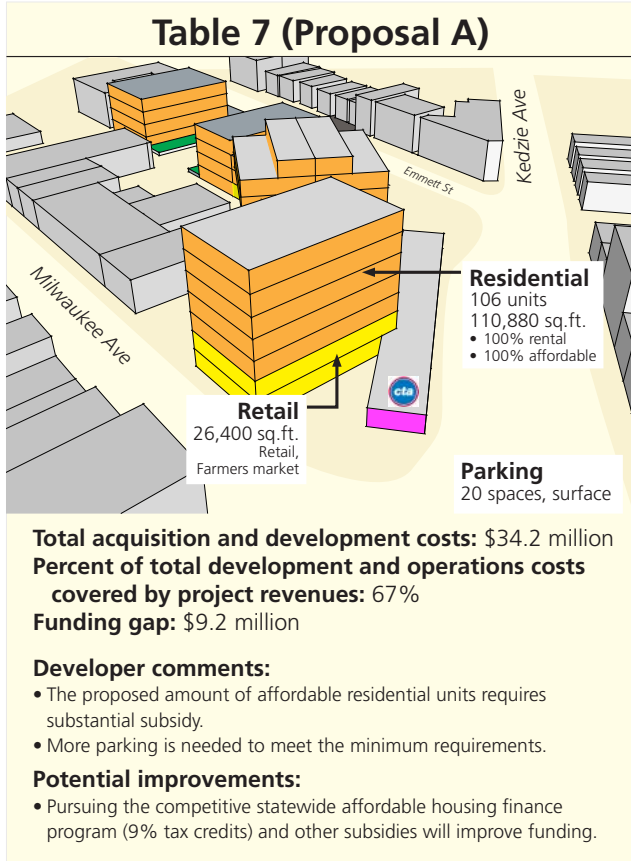 Table 7 (Proposal A)
Kedzie Ave
Emmett St
Milwaukee Ave
Residential
106 units
110,880 sq.ft.
• 100% rental
• 100% affordable
cta
Retail
26,400 sq.ft.
Retail,
Farmers market
Parking
20 spaces, surface
Total acquisition and development costs: $34.2 million
Percent of total development and operations costs
covered by project revenues: 67%
Funding gap: $9.2 million
Developer comments:
• The proposed amount of affordable residential units requires
substantial subsidy.
• More parking is needed to meet the minimum requirements.
Potential improvements:
• Pursuing the competitive statewide affordable housing finance
program (9% tax credits) and other subsidies will improve funding.